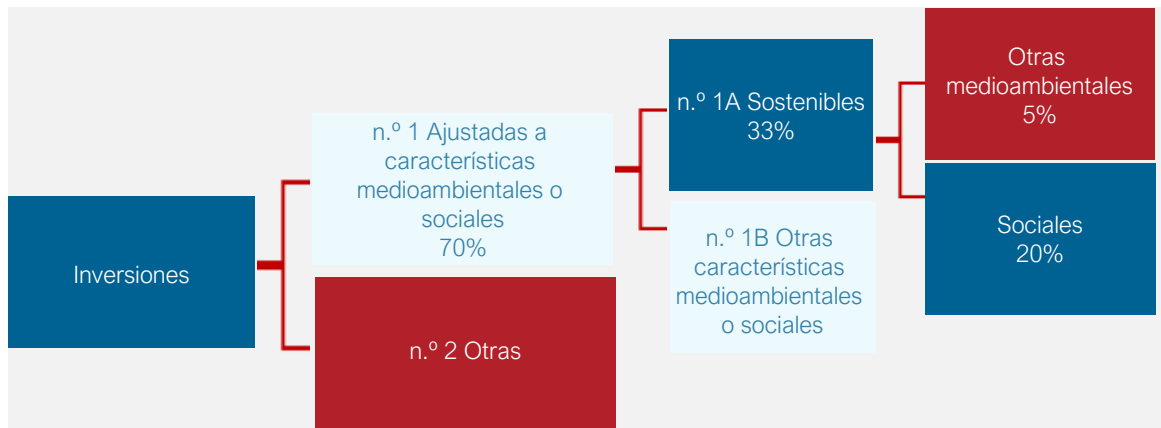 Inversiones
n.º 1 Ajustadas a
características
medioambientales o
sociales
70%
n.º 2 Otras
n.º 1A Sostenibles
33%
n.º 1B Otras
características
medioambientales
o sociales
Otras
medioambientales
5%
Sociales
20%